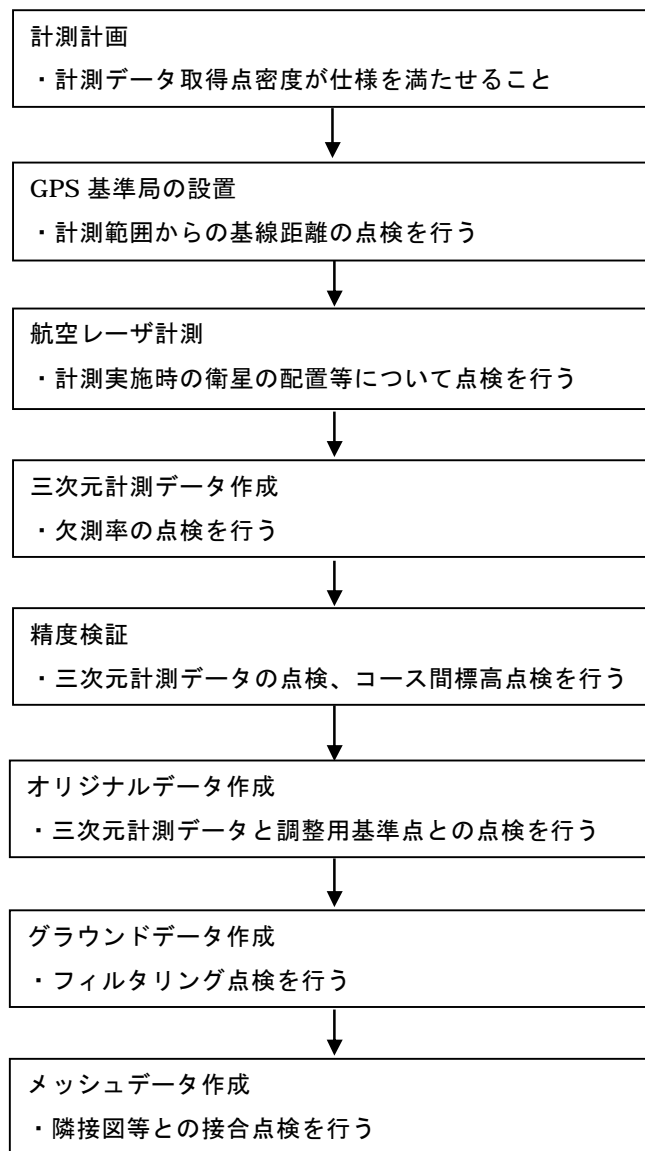 計測計画
・計測データ取得点密度が仕様を満たせること
GPS 基準局の設置
・計測範囲からの基線距離の点検を行う
航空レーザ計測
・計測実施時の衛星の配置等について点検を行う
三次元計測データ作成
・欠測率の点検を行う
精度検証
・三次元計測データの点検、コース間標高点検を行う
オリジナルデータ作成
・三次元計測データと調整用基準点との点検を行う
グラウンドデータ作成
・フィルタリング点検を行う
メッシュデータ作成
・隣接図等との接合点検を行う